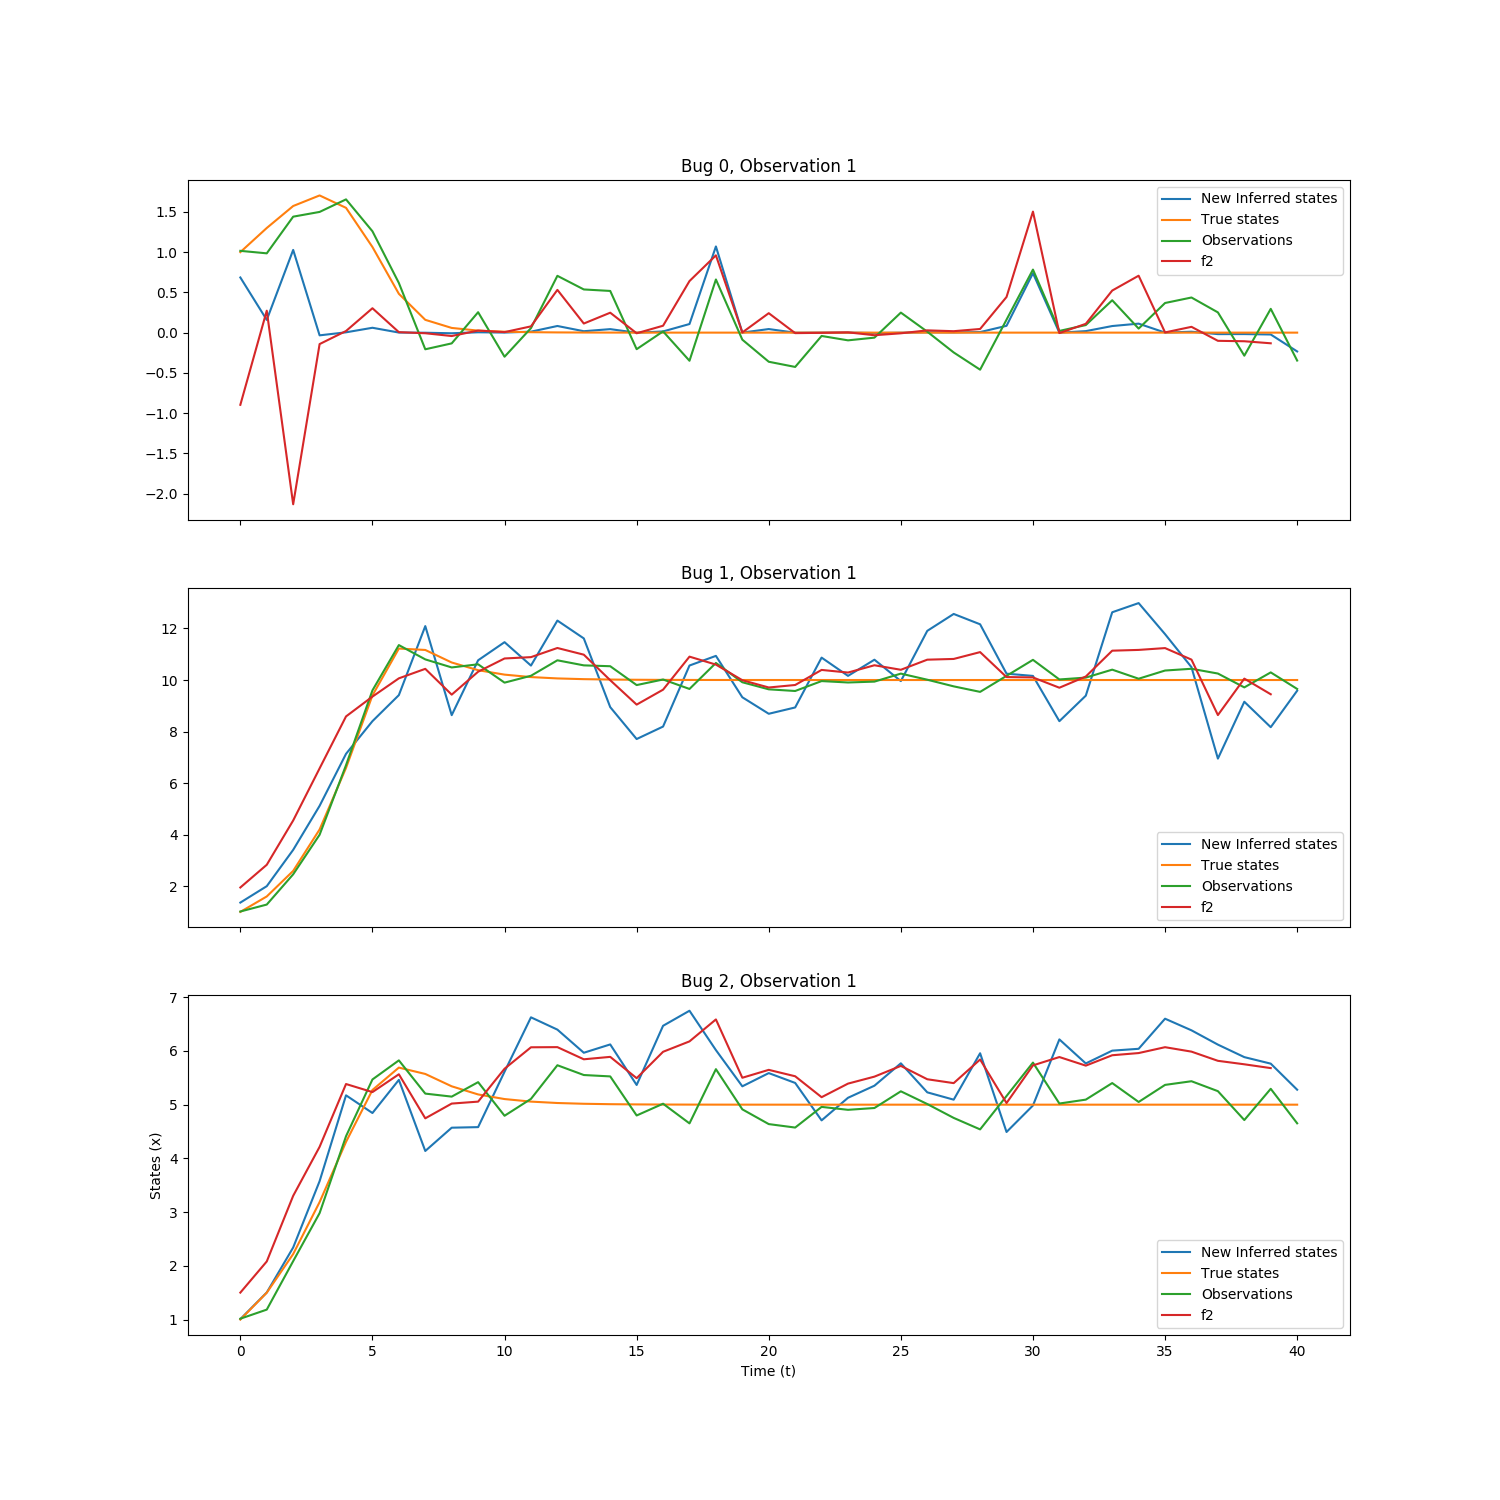 Bug 0, Observation 1
1.5
1.0
0.5
0.0
−0.5
−1.0
−1.5
−2.0
New Inferred states
True states
Observations
f2
Bug 1, Observation 1
12
10
8
6
4
2
New Inferred states
True states
Observations
f2
Bug 2, Observation 1
7
6
5
4
3
2
1
States (x)
New Inferred states
True states
Observations
f2
0 5 10 15 20 25 30 35 40
Time (t)